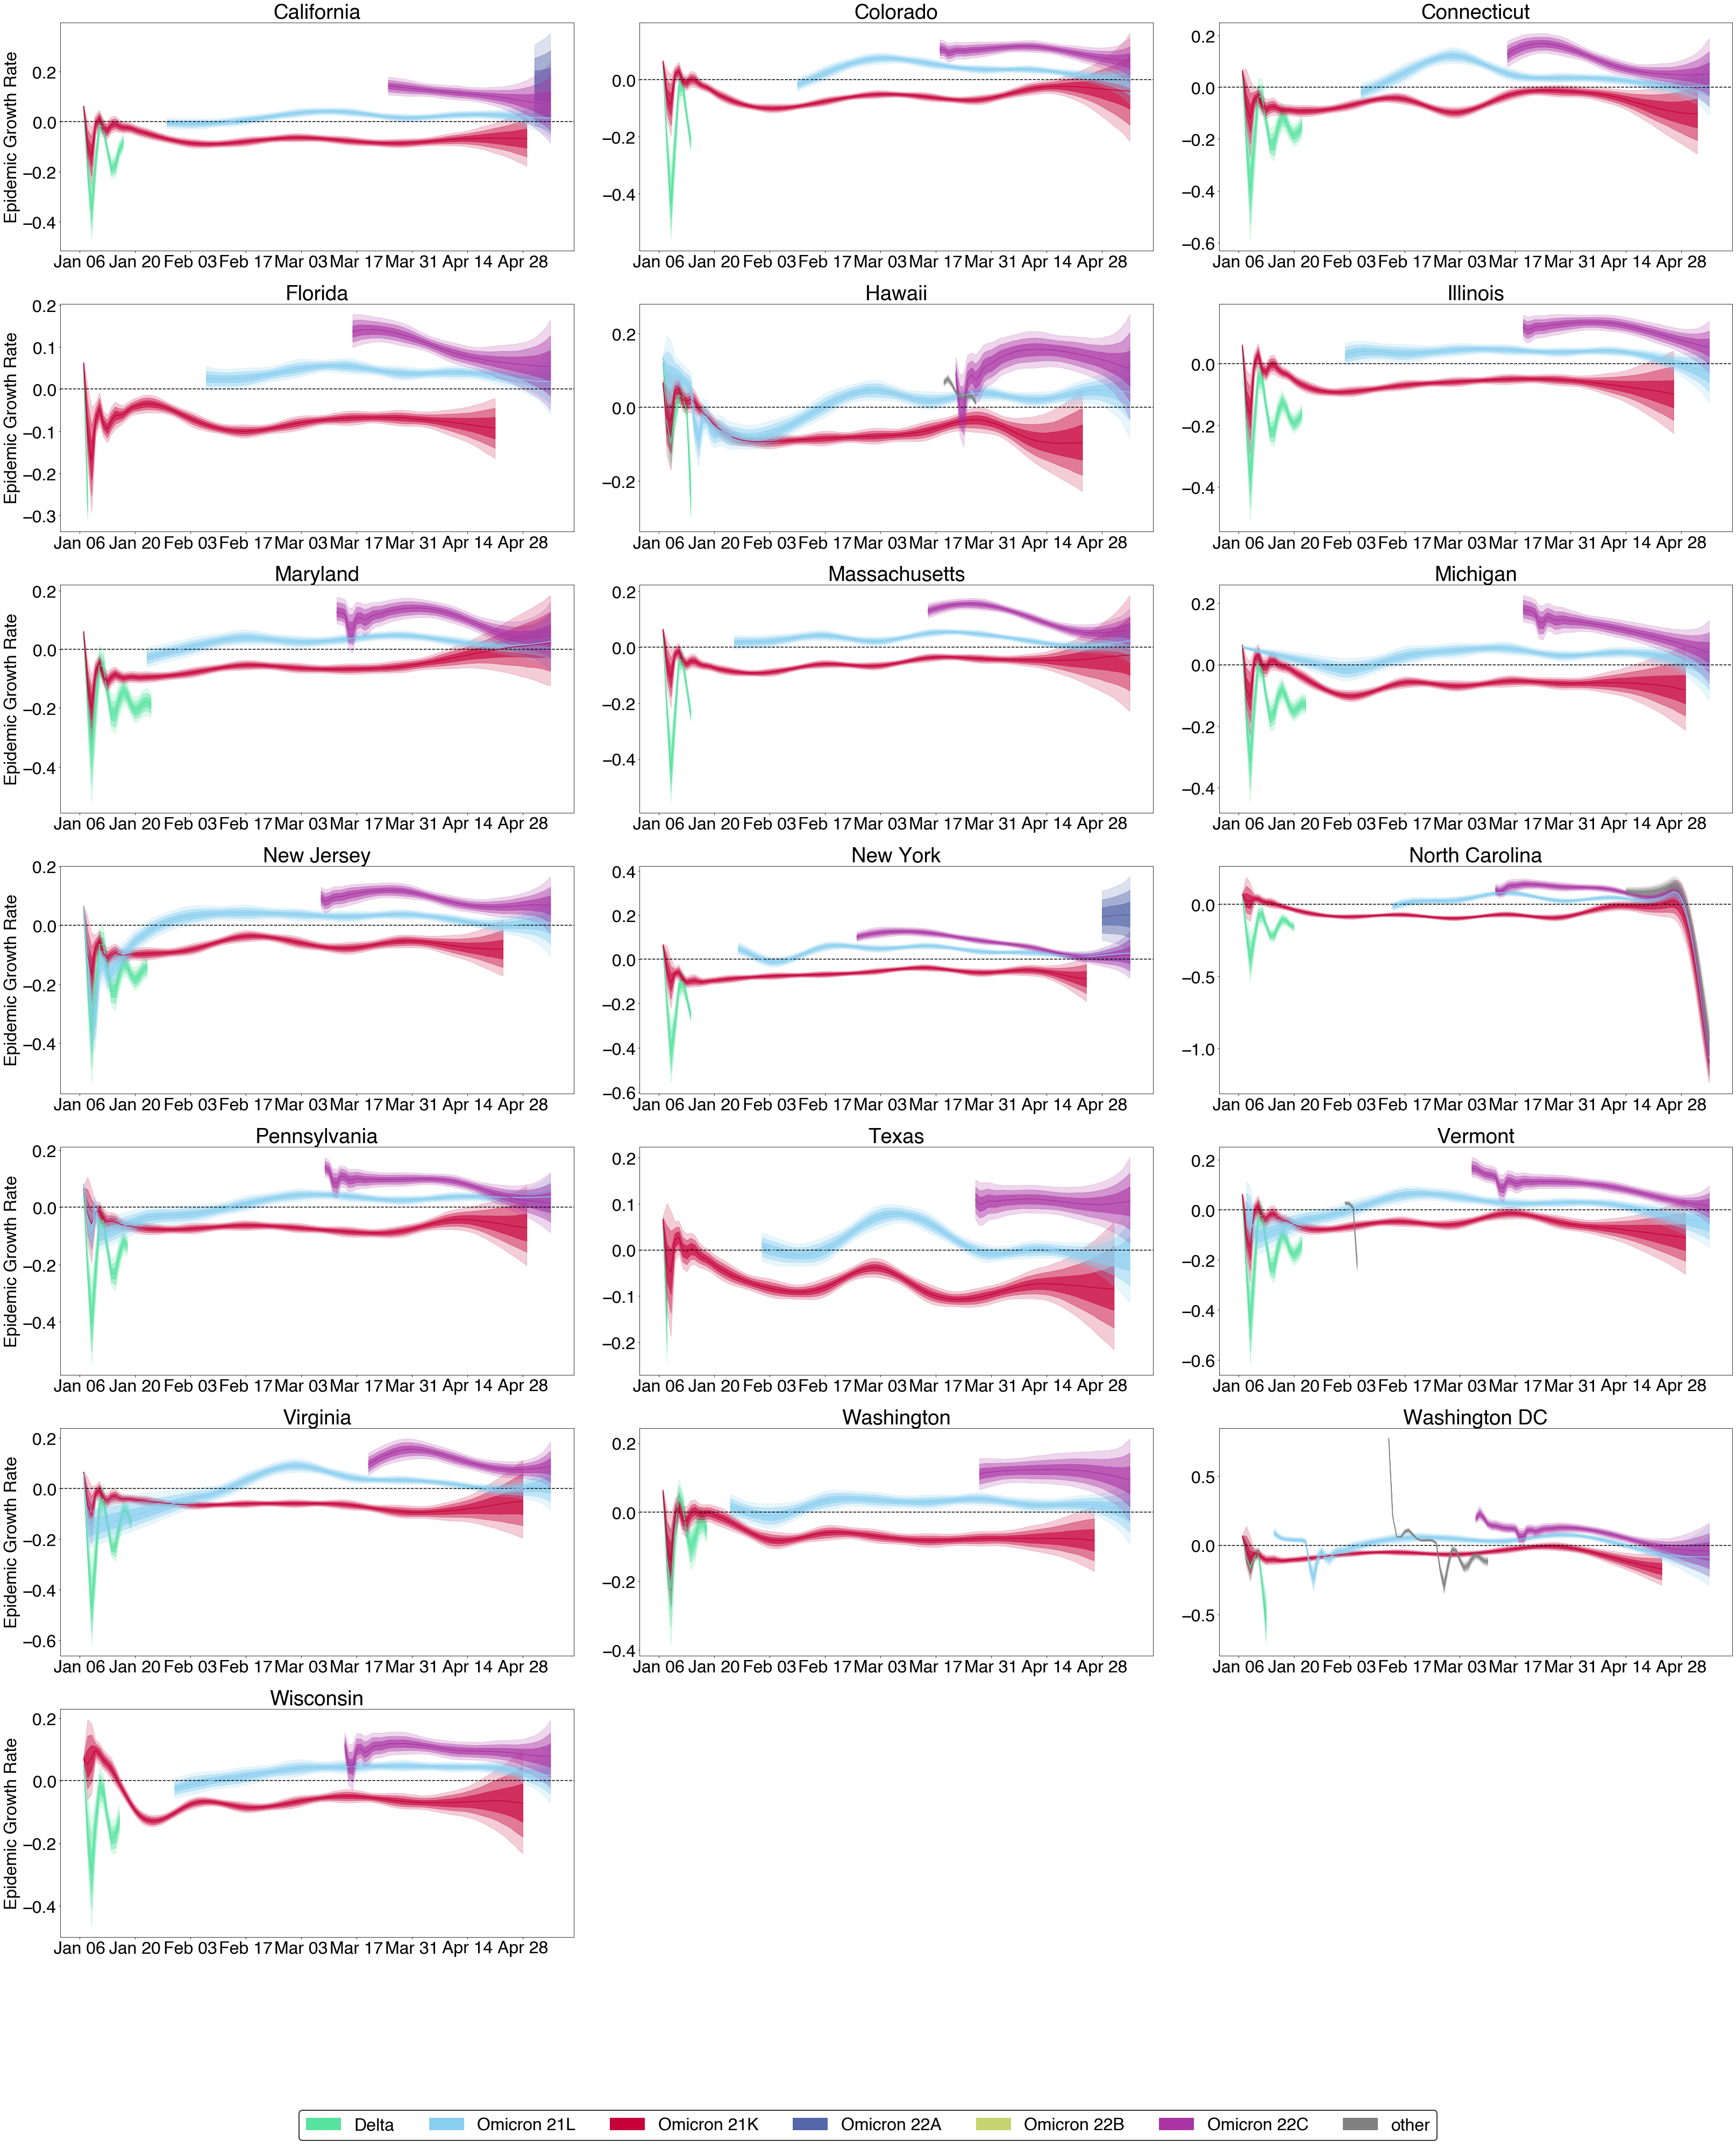 California Colorado Connecticut
Epidemic Growth Rate
0.2 0.0 −0.2 −0.4
0.0 −0.2 −0.4
0.2 0.0 −0.2 −0.4 −0.6
Jan 06 Jan 20 Feb 03 Feb 17 Mar 03 Mar 17 Mar 31 Apr 14 Apr 28
Jan 06 Jan 20 Feb 03 Feb 17 Mar 03 Mar 17 Mar 31 Apr 14 Apr 28
Jan 06 Jan 20 Feb 03 Feb 17 Mar 03 Mar 17 Mar 31 Apr 14 Apr 28
Florida Hawaii Illinois
Epidemic Growth Rate
0.2 0.1 0.0 −0.1 −0.2 −0.3
0.2 0.0 −0.2
0.0 −0.2 −0.4
Jan 06 Jan 20 Feb 03 Feb 17 Mar 03 Mar 17 Mar 31 Apr 14 Apr 28
Jan 06 Jan 20 Feb 03 Feb 17 Mar 03 Mar 17 Mar 31 Apr 14 Apr 28
Jan 06 Jan 20 Feb 03 Feb 17 Mar 03 Mar 17 Mar 31 Apr 14 Apr 28
Maryland Massachusetts Michigan
Epidemic Growth Rate
0.2 0.0 −0.2 −0.4
0.2 0.0 −0.2 −0.4
0.2 0.0 −0.2 −0.4
Jan 06 Jan 20 Feb 03 Feb 17 Mar 03 Mar 17 Mar 31 Apr 14 Apr 28
Jan 06 Jan 20 Feb 03 Feb 17 Mar 03 Mar 17 Mar 31 Apr 14 Apr 28
Jan 06 Jan 20 Feb 03 Feb 17 Mar 03 Mar 17 Mar 31 Apr 14 Apr 28
New Jersey New York North Carolina
Epidemic Growth Rate
0.2 0.0 −0.2 −0.4
0.4 0.2 0.0 −0.2 −0.4 −0.6
0.0 −0.5 −1.0
Jan 06 Jan 20 Feb 03 Feb 17 Mar 03 Mar 17 Mar 31 Apr 14 Apr 28
Jan 06 Jan 20 Feb 03 Feb 17 Mar 03 Mar 17 Mar 31 Apr 14 Apr 28
Jan 06 Jan 20 Feb 03 Feb 17 Mar 03 Mar 17 Mar 31 Apr 14 Apr 28
Pennsylvania Texas Vermont
Epidemic Growth Rate
0.2 0.0 −0.2 −0.4
0.2 0.1 0.0 −0.1 −0.2
0.2 0.0 −0.2 −0.4 −0.6
Jan 06 Jan 20 Feb 03 Feb 17 Mar 03 Mar 17 Mar 31 Apr 14 Apr 28
Jan 06 Jan 20 Feb 03 Feb 17 Mar 03 Mar 17 Mar 31 Apr 14 Apr 28
Jan 06 Jan 20 Feb 03 Feb 17 Mar 03 Mar 17 Mar 31 Apr 14 Apr 28
Virginia Washington Washington DC
Epidemic Growth Rate
0.2 0.0 −0.2 −0.4 −0.6
0.2 0.0 −0.2 −0.4
0.5 0.0 −0.5
Jan 06 Jan 20 Feb 03 Feb 17 Mar 03 Mar 17 Mar 31 Apr 14 Apr 28
Jan 06 Jan 20 Feb 03 Feb 17 Mar 03 Mar 17 Mar 31 Apr 14 Apr 28
Jan 06 Jan 20 Feb 03 Feb 17 Mar 03 Mar 17 Mar 31 Apr 14 Apr 28
Wisconsin
Epidemic Growth Rate
0.2 0.0 −0.2 −0.4
Jan 06 Jan 20 Feb 03 Feb 17 Mar 03 Mar 17 Mar 31 Apr 14 Apr 28
Delta Omicron 21L Omicron 21K Omicron 22A Omicron 22B Omicron 22C other